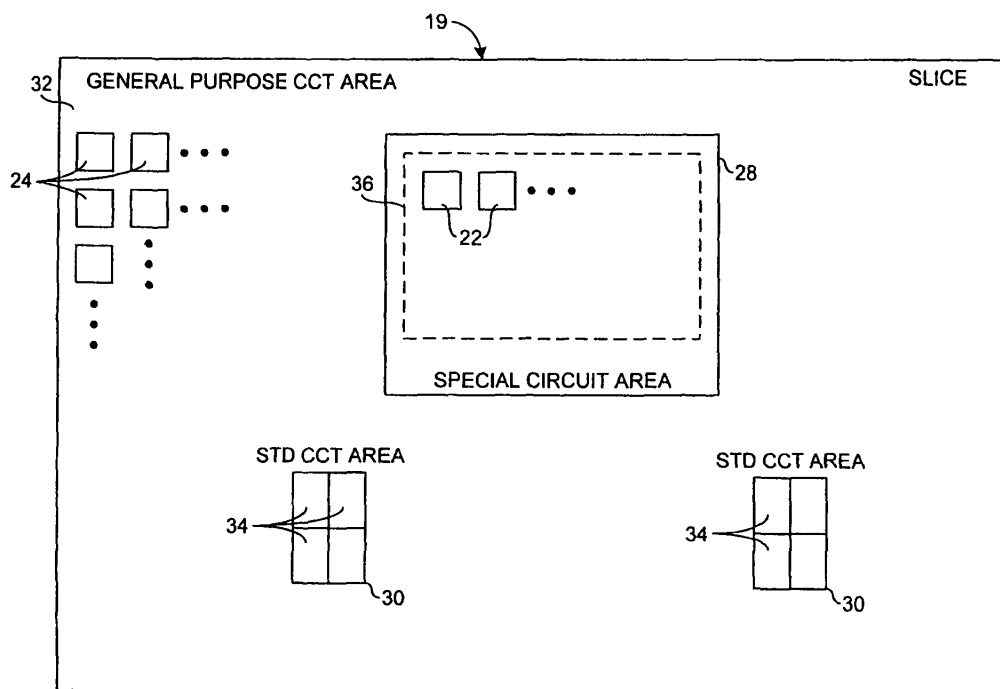 19
GENERAL PURPOSE CCT AREA
SLICE
32
24
36
28
22
SPECIAL CIRCUIT AREA
STD CCT AREA
STD CCT AREA
34
34
30
30